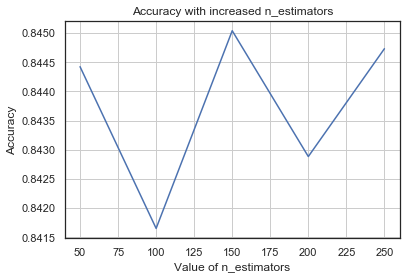 Accuracy with increased n_estimators
0.8450
0.8445
0.8440
0.8435
0.8430
0.8425
0.8420
0.8415
Accuracy
50 75 100 125 150 175 200 225 250
Value of n_estimators